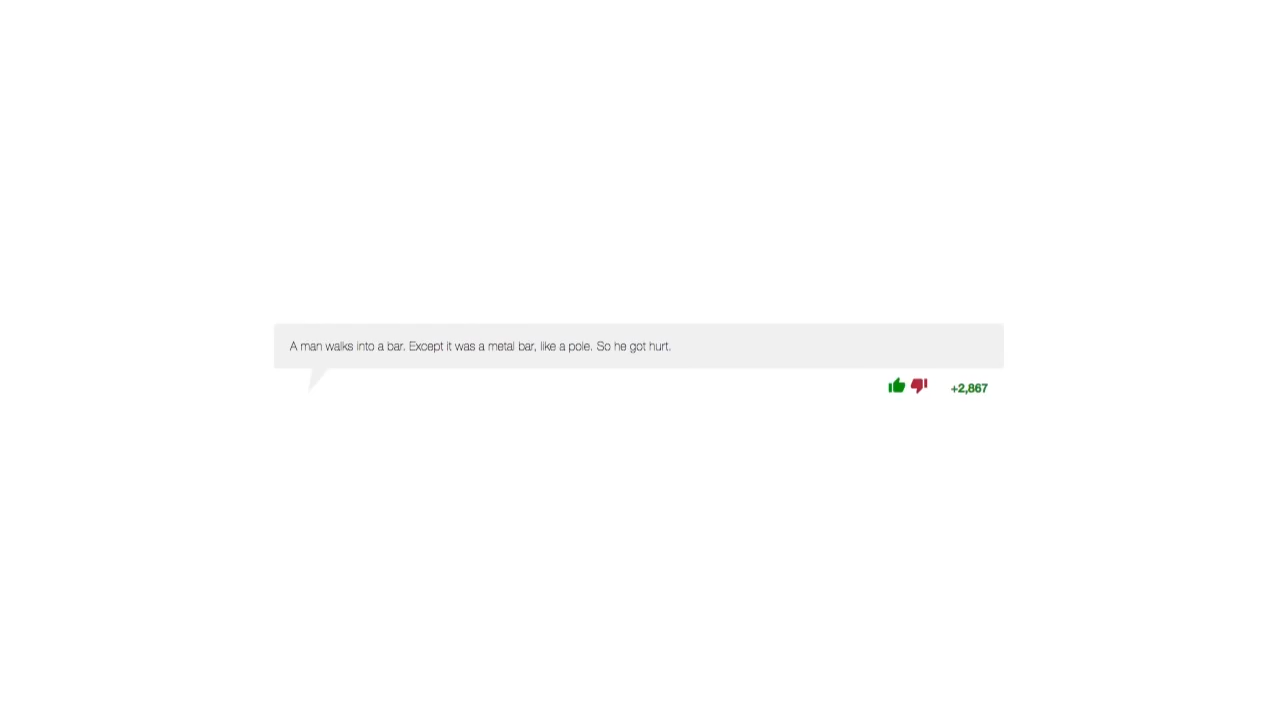 A man walks into a bar. Except it was a metal bar, like a pole. So he got hurt.
+2,867